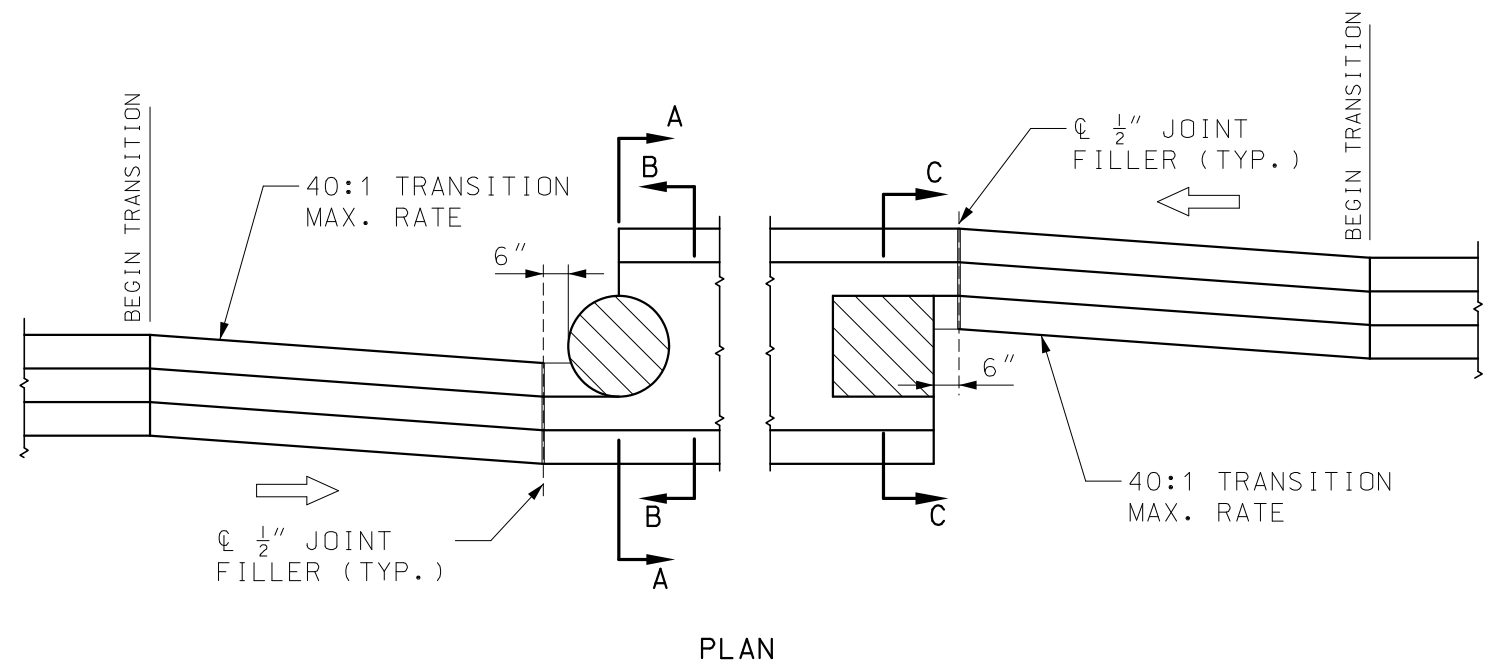 BEGIN TRANSITION
40:1 TRANSITION
MAX. RATE
6"
A
B
C
℄ 1/2" JOINT
FILLER (TYP.)
BEGIN TRANSITION
6"
℄ 1/2" JOINT
FILLER (TYP.)
B
A
C
40:1 TRANSITION
MAX. RATE
PLAN